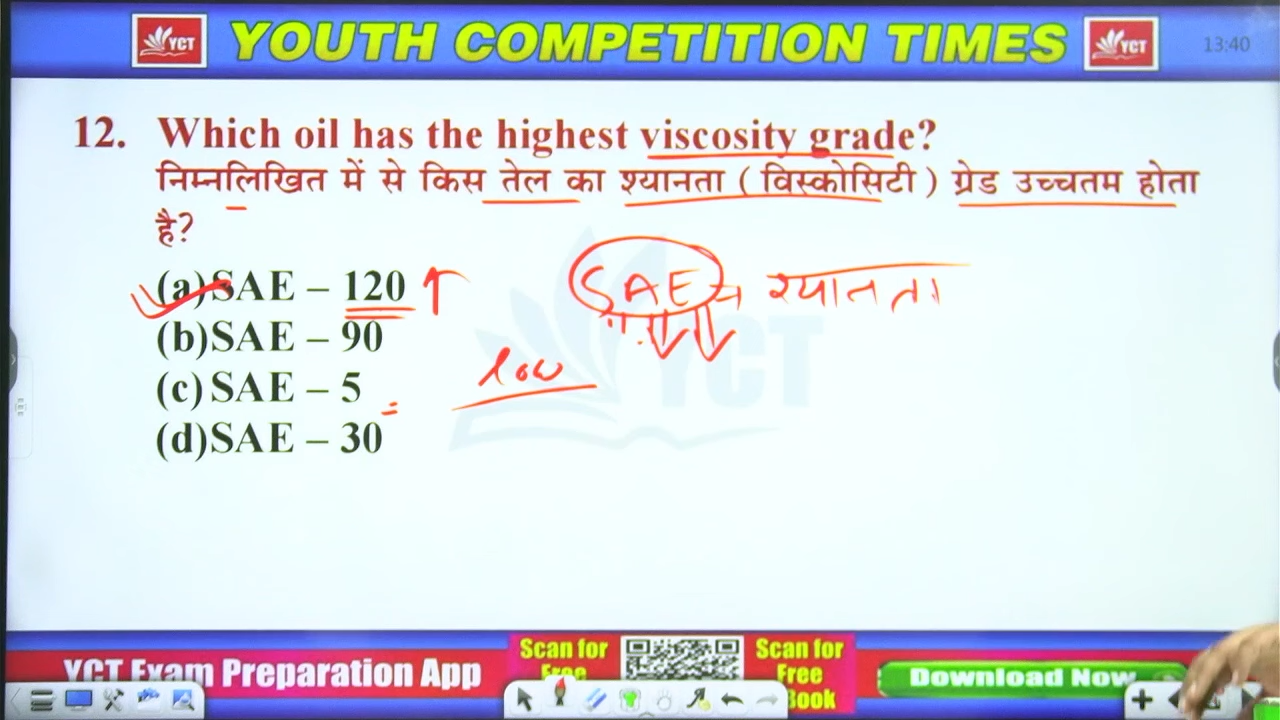 YCT YOUTH COMPETITION TIMES YCT 13:40
12. Which oil has the highest viscosity grade?
निम्नलिखित में से किस तेल का श्यानता ( विस्कोसिटी ) ग्रेड उच्चतम होता
है?
(a) SAE – 120 SAE श्यानता
(b) SAE – 90
low
(c) SAE – 5 =
(d) SAE – 30
YCT
YCT Exam Preparation App Scan for Free Scan for Free Book Download Now